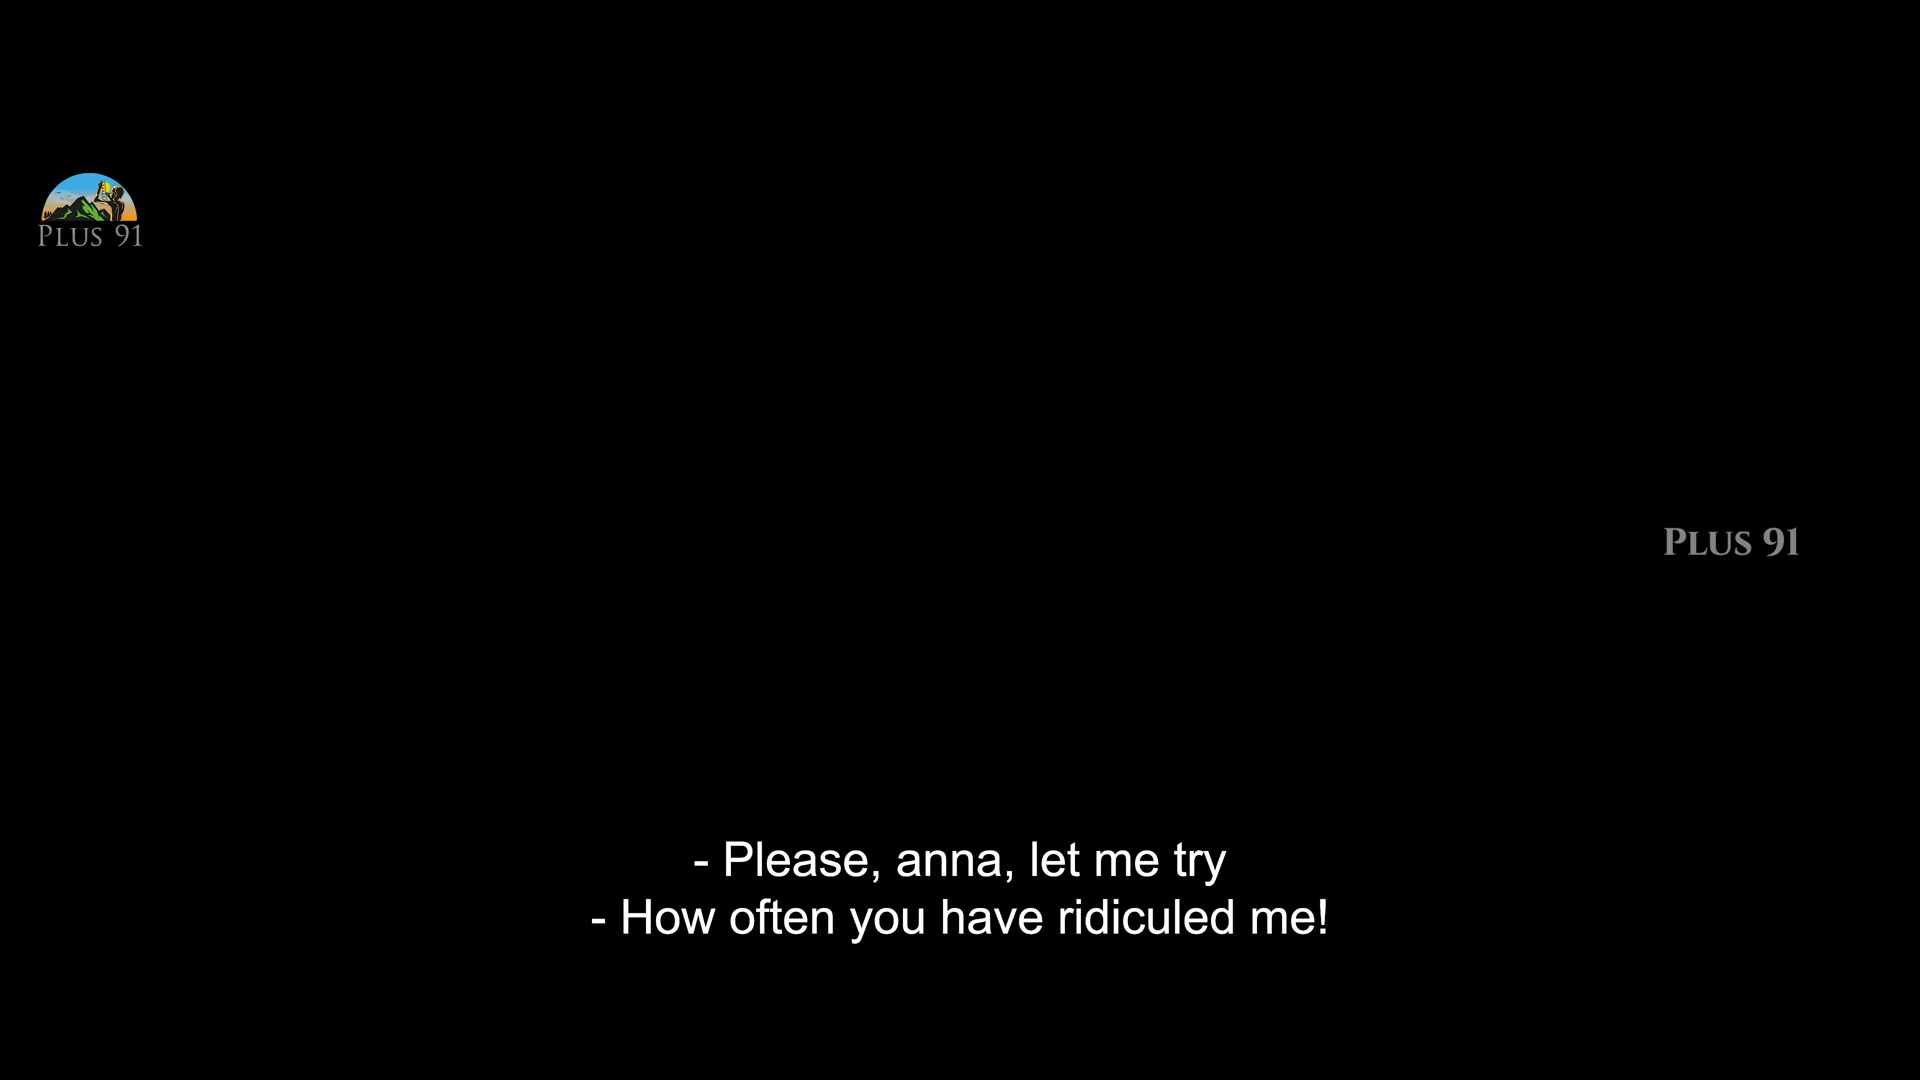 PLUS 91
PLUS 91
- Please, anna, let me try
- How often you have ridiculed me!